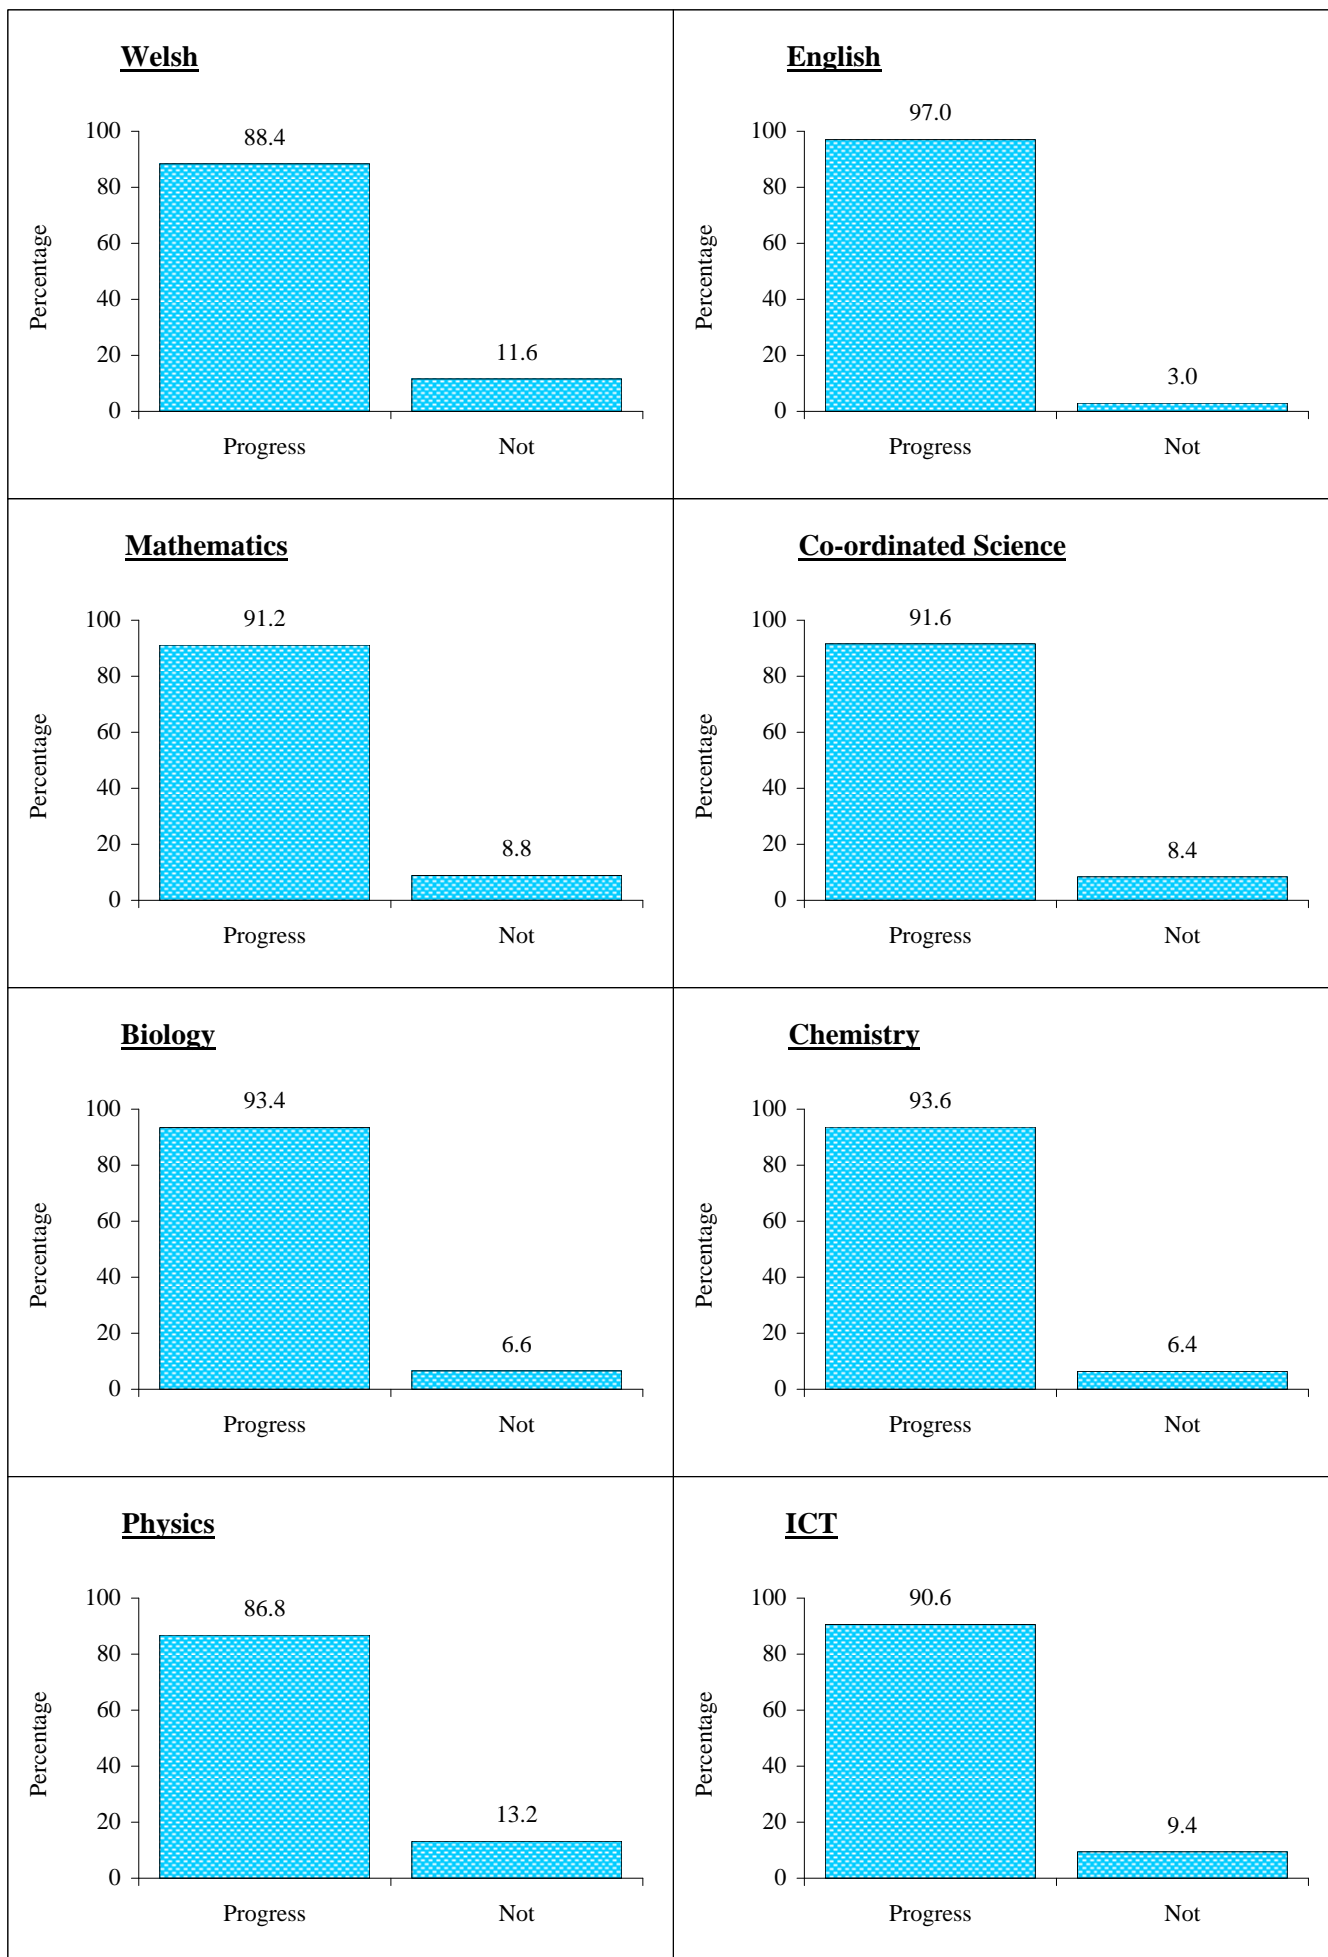 Welsh
88.4
100
80
60
40
20
0
11.6
Percentage
Progress Not
English
97.0
100
80
60
40
20
0
3.0
Percentage
Progress Not
Mathematics
91.2
100
80
60
40
20
0
8.8
Percentage
Progress Not
Co-ordinated Science
91.6
100
80
60
40
20
0
8.4
Percentage
Progress Not
Biology
93.4
100
80
60
40
20
0
6.6
Percentage
Progress Not
Chemistry
93.6
100
80
60
40
20
0
6.4
Percentage
Progress Not
Physics
86.8
100
80
60
40
20
0
13.2
Percentage
Progress Not
ICT
90.6
100
80
60
40
20
0
9.4
Percentage
Progress Not